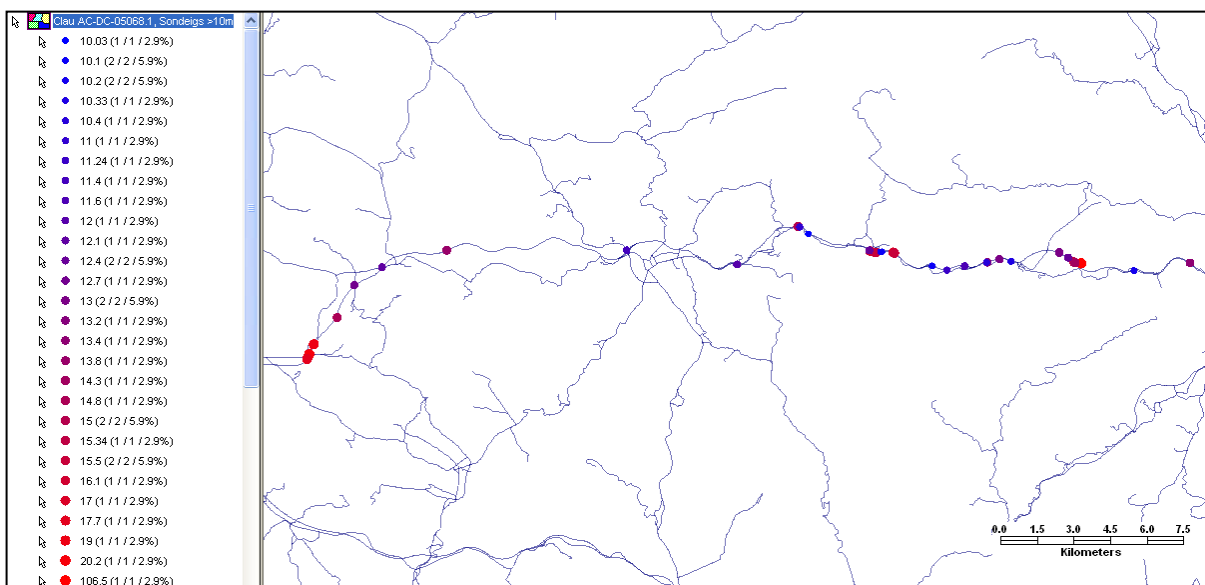 Clau AC-DC-05068.1, Sondeigs >10m
10.03 (1 / 1 / 2.9%)
10.1 (2 / 2 / 5.9%)
10.2 (2 / 2 / 5.9%)
10.33 (1 / 1 / 2.9%)
10.4 (1 / 1 / 2.9%)
11 (1 / 1 / 2.9%)
11.24 (1 / 1 / 2.9%)
11.4 (1 / 1 / 2.9%)
11.6 (1 / 1 / 2.9%)
12 (1 / 1 / 2.9%)
12.1 (1 / 1 / 2.9%)
12.4 (2 / 2 / 5.9%)
12.7 (1 / 1 / 2.9%)
13 (2 / 2 / 5.9%)
13.2 (1 / 1 / 2.9%)
13.4 (1 / 1 / 2.9%)
13.8 (1 / 1 / 2.9%)
14.3 (1 / 1 / 2.9%)
14.8 (1 / 1 / 2.9%)
15 (2 / 2 / 5.9%)
15.34 (1 / 1 / 2.9%)
15.5 (2 / 2 / 5.9%)
16.1 (1 / 1 / 2.9%)
17 (1 / 1 / 2.9%)
17.7 (1 / 1 / 2.9%)
19 (1 / 1 / 2.9%)
20.2 (1 / 1 / 2.9%)
106.5 (1 / 1 / 2.9%)
0.0 1.5 3.0 4.5 6.0 7.5
Kilometers